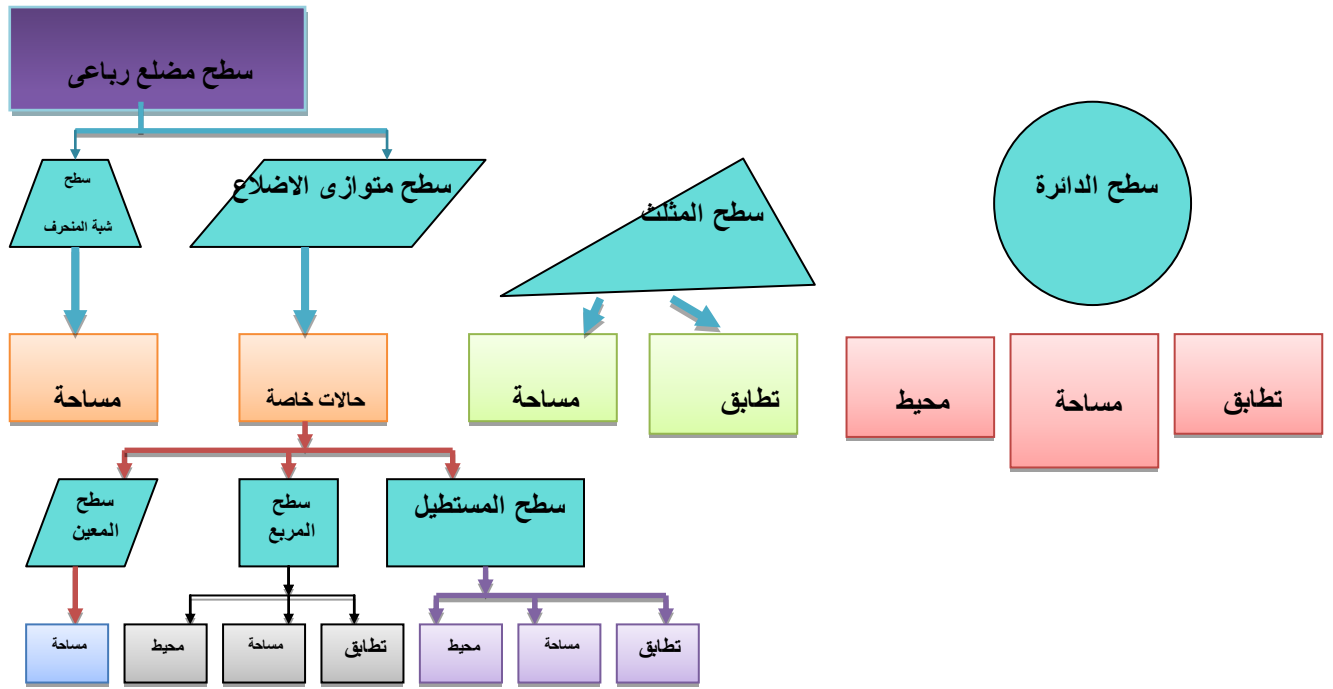 سطح مضلع رباعى
سطح
شبة المنحرف
سطح متوازى الاضلاع
سطح المثلث
سطح الدائرة
مساحة
حالات خاصة
مساحة
تطابق
محيط
مساحة
تطابق
سطح
المعين
سطح
المربع
سطح المستطيل
مساحة
محيط
مساحة
تطابق
محيط
مساحة
تطابق